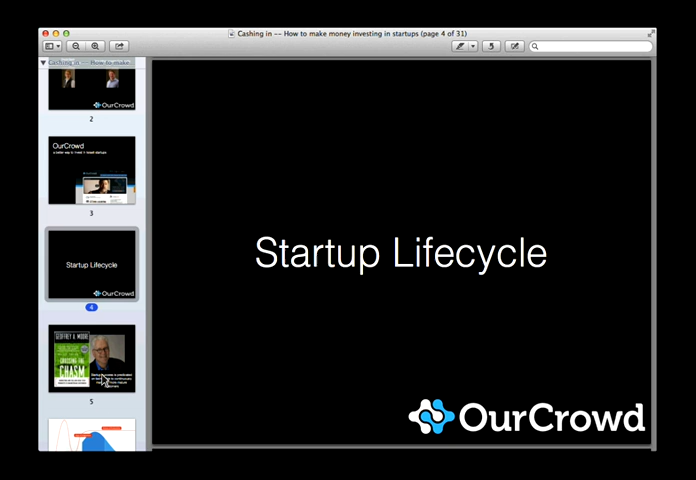 Cashing in -- How to make money investing in startups (page 4 of 31)
Cashing in -- How to make
OurCrowd
2
OurCrowd
a better way to invest in Israeli startups
3
Startup Lifecycle
OurCrowd
4
GEOFFREY A. MOORE
CROSSING THE
CHASM
5
Startup Lifecycle
OurCrowd